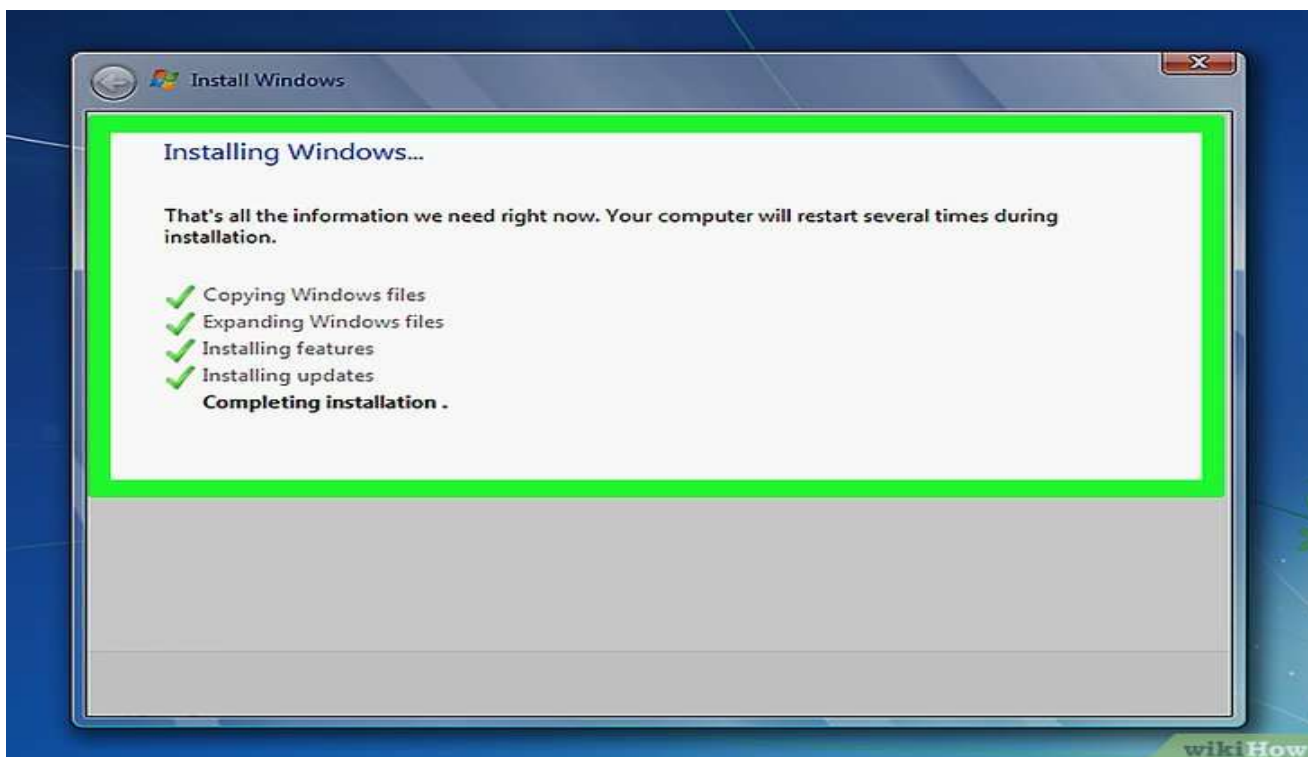 Install Windows
Installing Windows...
That's all the information we need right now. Your computer will restart several times during
installation.
Copying Windows files
Expanding Windows files
Installing features
Installing updates
Completing installation .
wikiHow